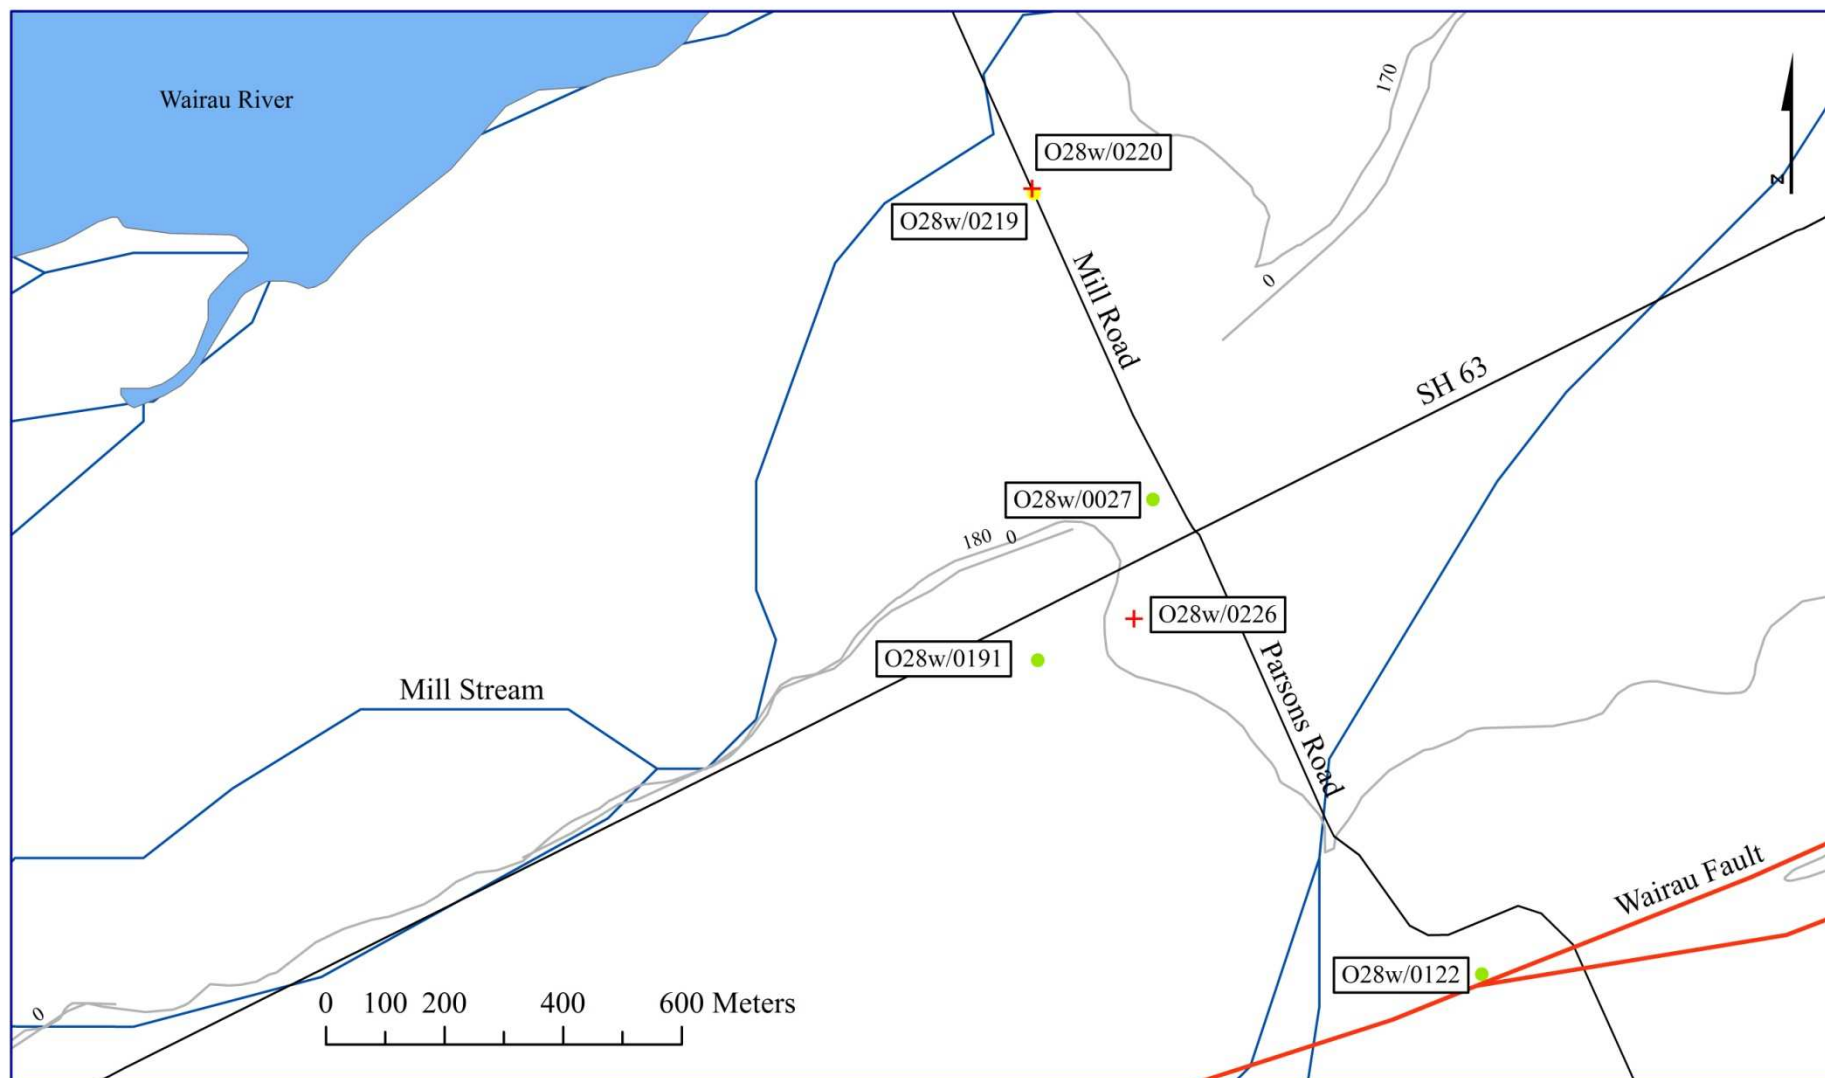 170
Wairau River
O28w/0220
N
O28w/0219
Mill Road
0
SH 63
O28w/0027
180 0
O28w/0226
O28w/0191
Parsons Road
Mill Stream
Wairau Fault
O28w/0122
0 100 200 400 600 Meters
0